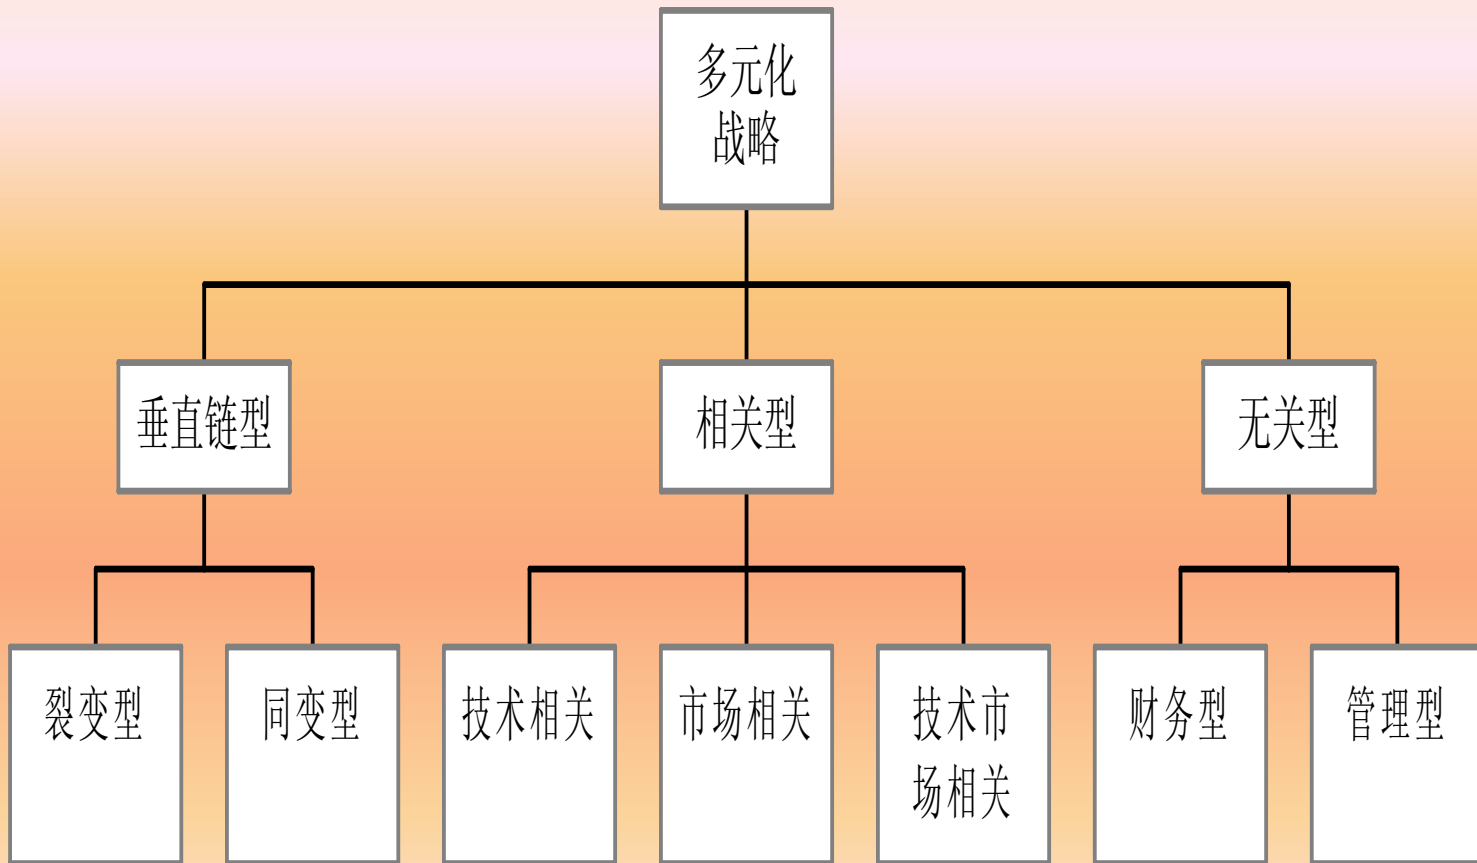 多元化
战略
垂直链型
相关型
无关型
裂变型
同变型
技术相关
市场相关
技术市
场相关
财务型
管理型